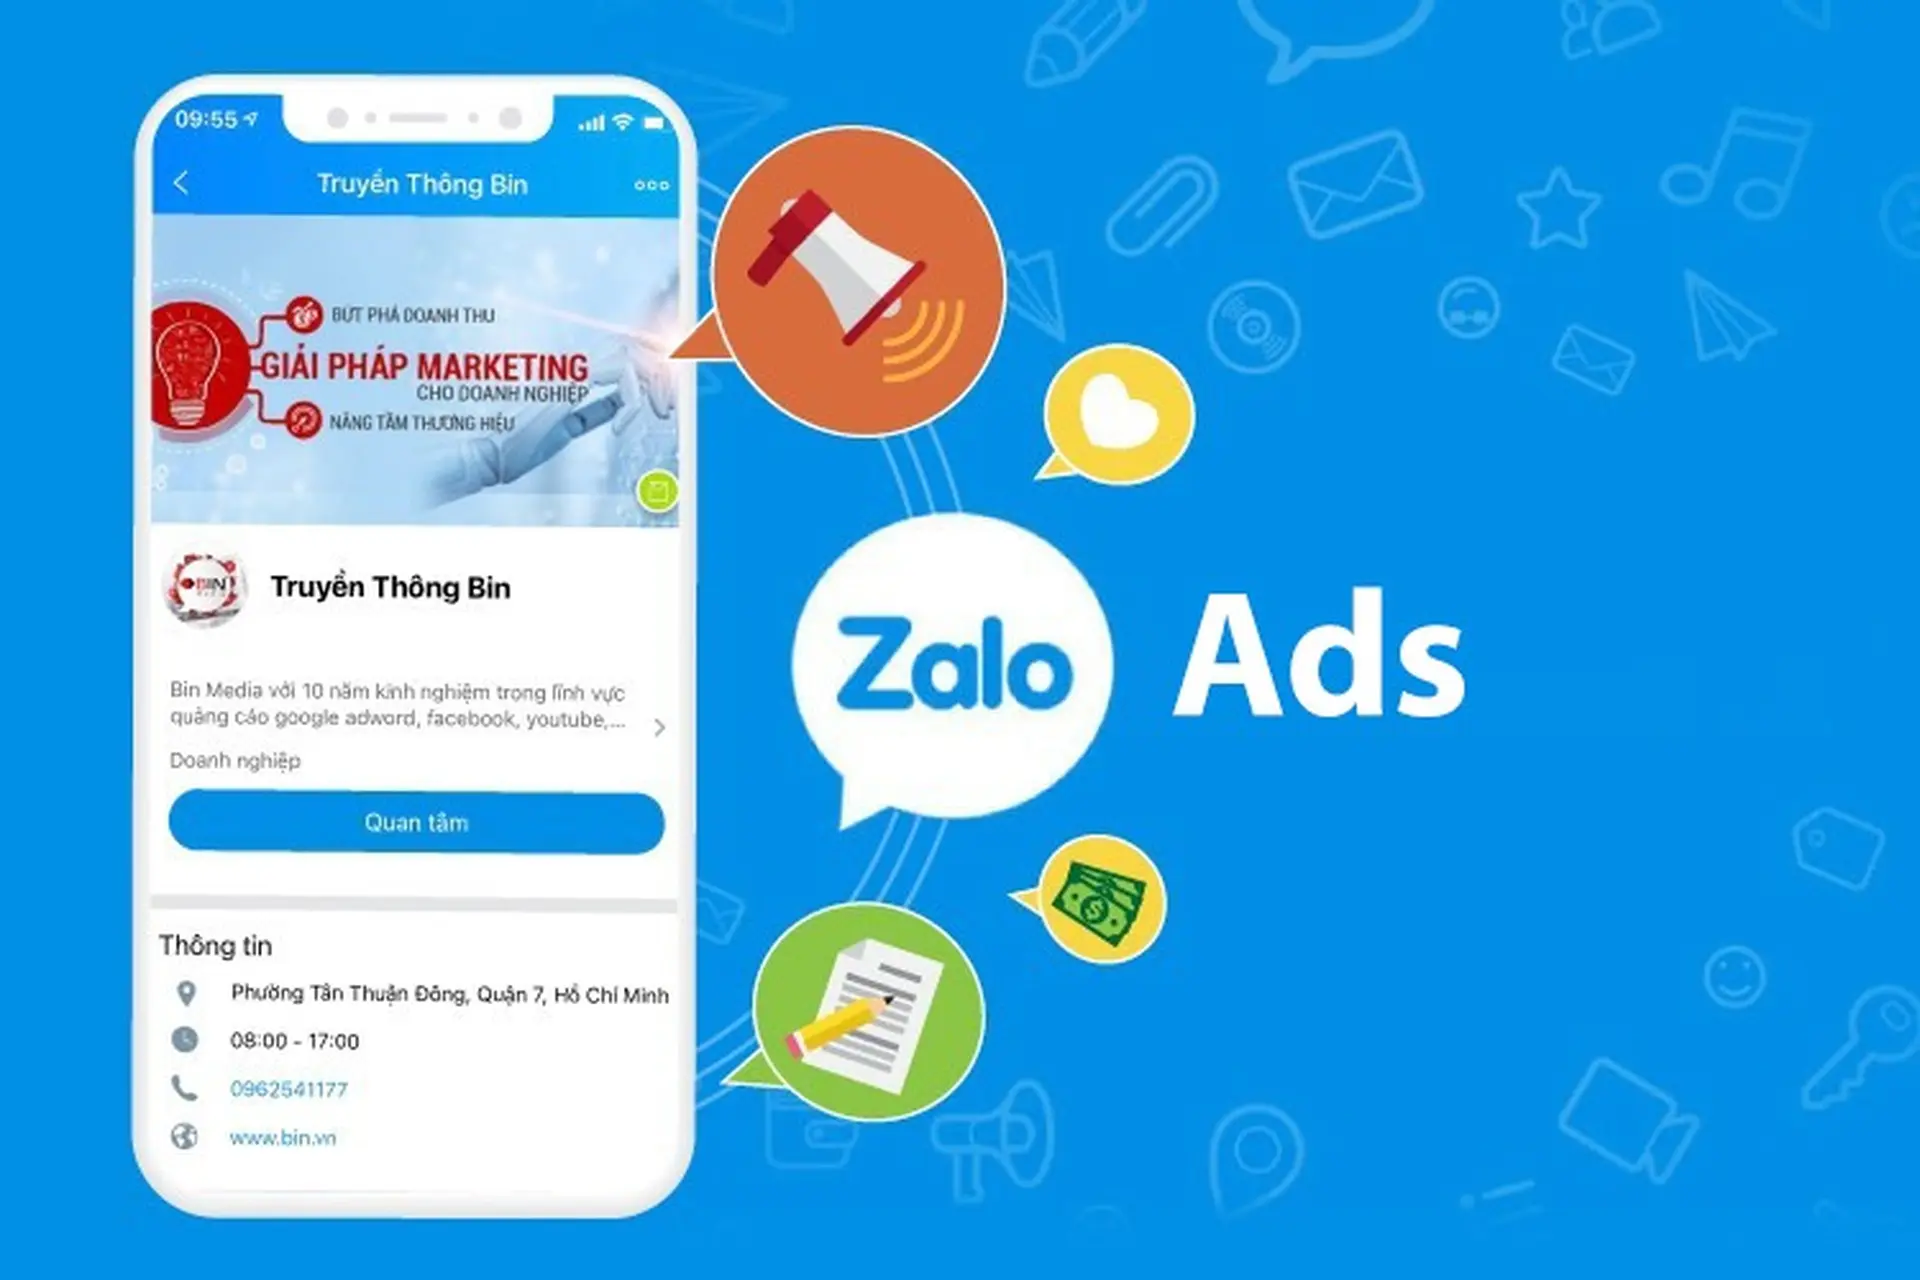 09:55
Truyền Thông Bin
BỨT PHÁ DOANH THU
GIẢI PHÁP MARKETING
CHO DOANH NGHIỆP
NÂNG TẦM THƯƠNG HIỆU
BIN
Truyền Thông Bin
Bin Media với 10 năm kinh nghiệm trong lĩnh vực
quảng cáo google adword, facebook, youtube,...
Doanh nghiệp
Quan tâm
Thông tin
Phường Tân Thuận Đông, Quận 7, Hồ Chí Minh
08:00 - 17:00
0962541177
www.bin.vn
Zalo Ads